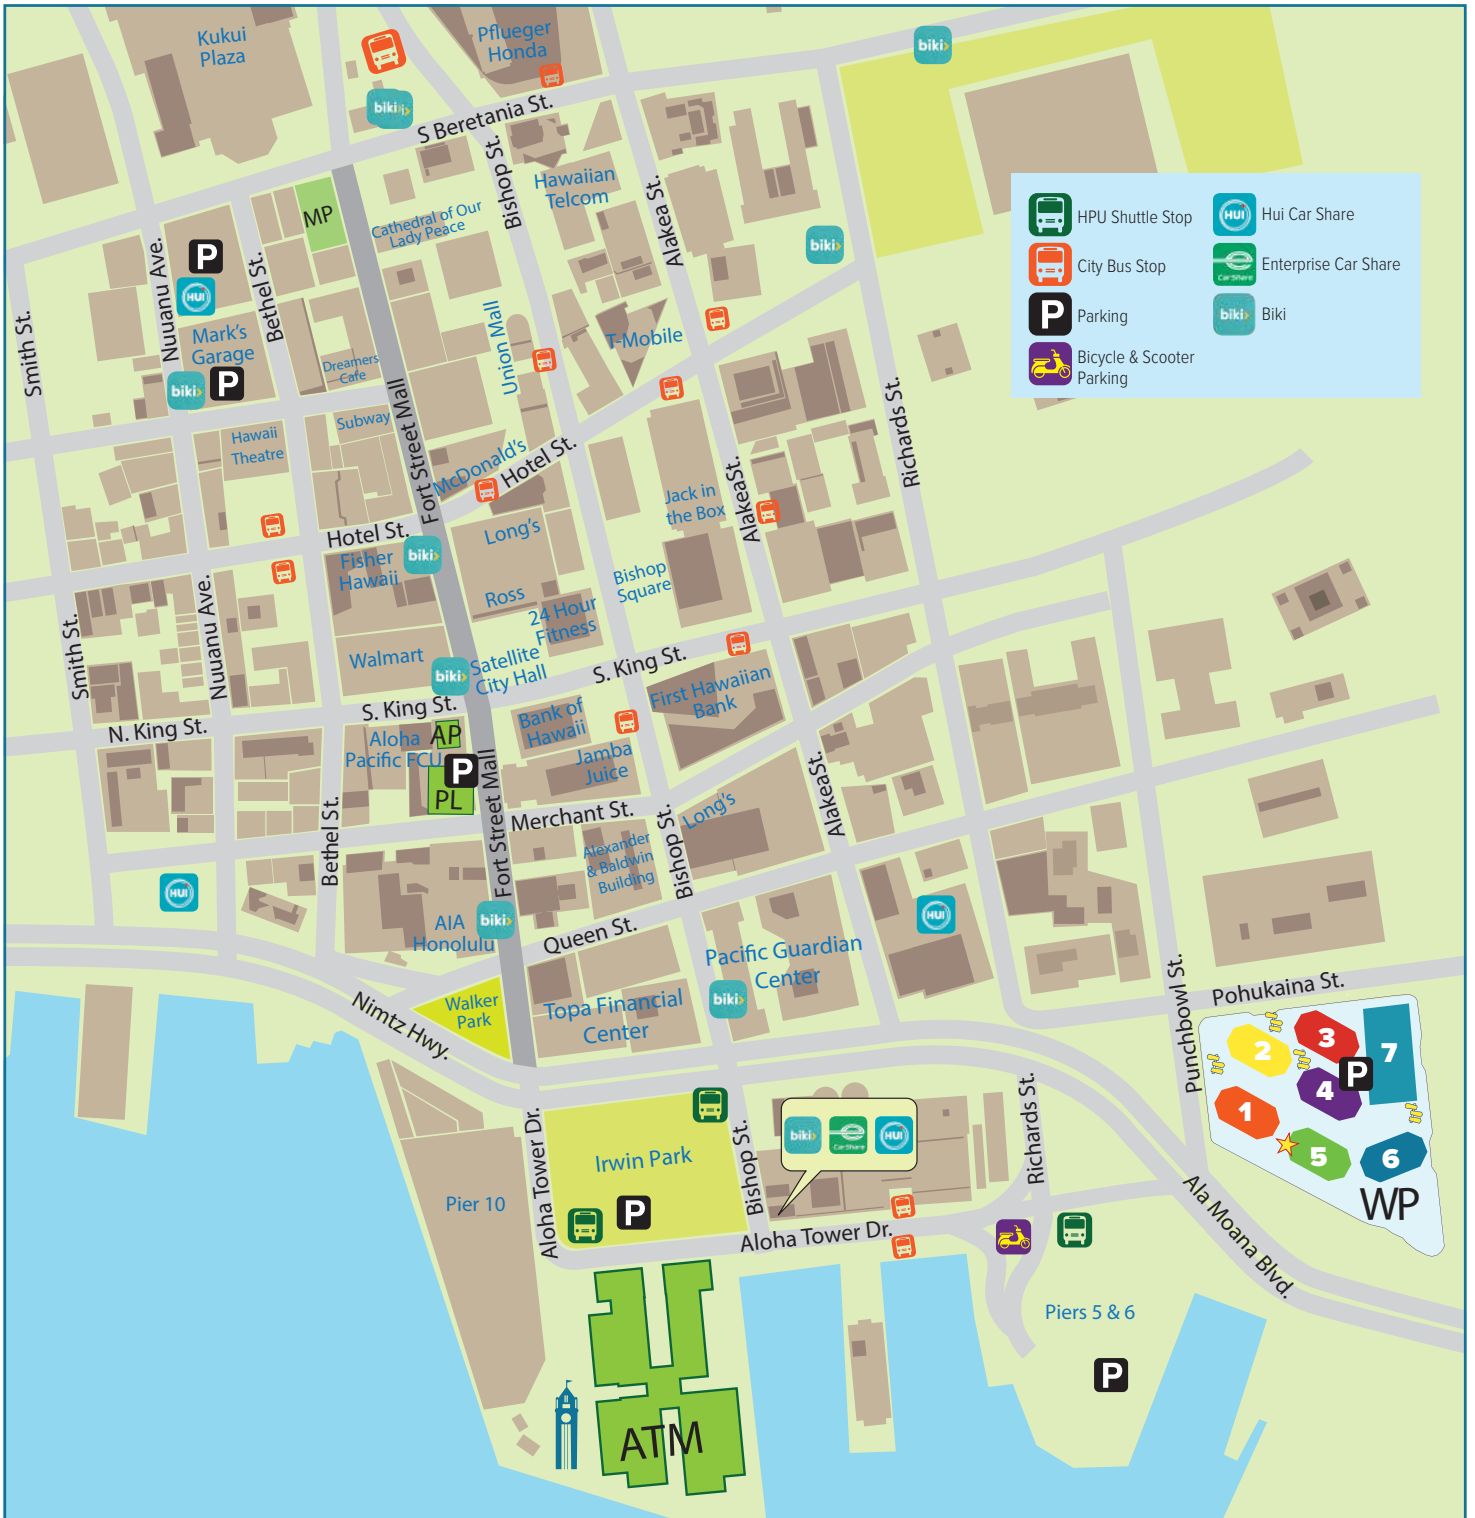 Kukui
Plaza
Pflueger
Honda
biki
biki
S Beretania St.
Bishop St.
Hawaiian
Telcom
Alakea St.
MP
Cathedral of Our
Lady Peace
HPU Shuttle Stop
HUI
Hui Car Share
City Bus Stop
CarShare
Enterprise Car Share
P
Parking
biki
Biki
Bicycle & Scooter
Parking
Nuuanu Ave.
P
HUI
Bethel St.
biki
Smith St.
Mark's
Garage
biki
P
Dreamers
Cafe
Union Mall
T-Mobile
Fort Street Mall
Subway
Hawaii
Theatre
McDonald's
Hotel St.
Richards St.
Jack in
the Box
Alakea St.
Hotel St.
Fisher
Hawaii
biki
Long's
Ross
24 Hour
Fitness
Bishop
Square
Smith St.
Nuuanu Ave.
Walmart
biki
Satellite
City Hall
S. King St.
First Hawaiian
Bank
N. King St.
S. King St.
Aloha
Pacific FCU
AP
P
PL
Bank of
Hawaii
Jamba
Juice
Fort Street Mall
Merchant St.
Bethel St.
Alexander
& Baldwin
Building
Bishop St.
Long's
Alakea St.
HUI
AIA
Honolulu
biki
Queen St.
Pacific Guardian
Center
HUI
biki
Nimtz Hwy.
Walker
Park
Topa Financial
Center
Punchbowl St.
Pohukaina St.
1
2
3
4
5
6
7
P
WP
Aloha Tower Dr.
Irwin Park
P
Bishop St.
biki
CarShare
HUI
Richards St.
Pier 10
Aloha Tower Dr.
Ala Moana Blvd.
Piers 5 & 6
P
ATM